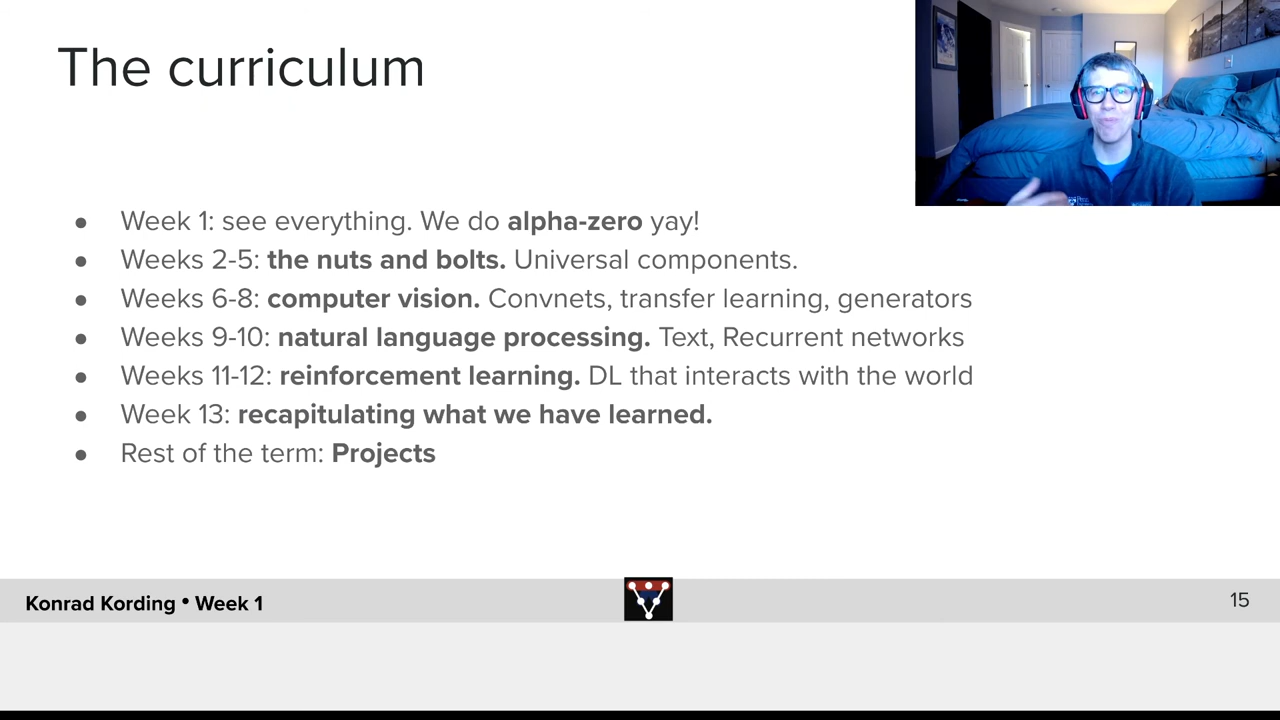 The curriculum
● Week 1: see everything. We do alpha-zero yay!
● Weeks 2-5: the nuts and bolts. Universal components.
● Weeks 6-8: computer vision. Convnets, transfer learning, generators
● Weeks 9-10: natural language processing. Text, Recurrent networks
● Weeks 11-12: reinforcement learning. DL that interacts with the world
● Week 13: recapitulating what we have learned.
● Rest of the term: Projects
Konrad Kording • Week 1
15